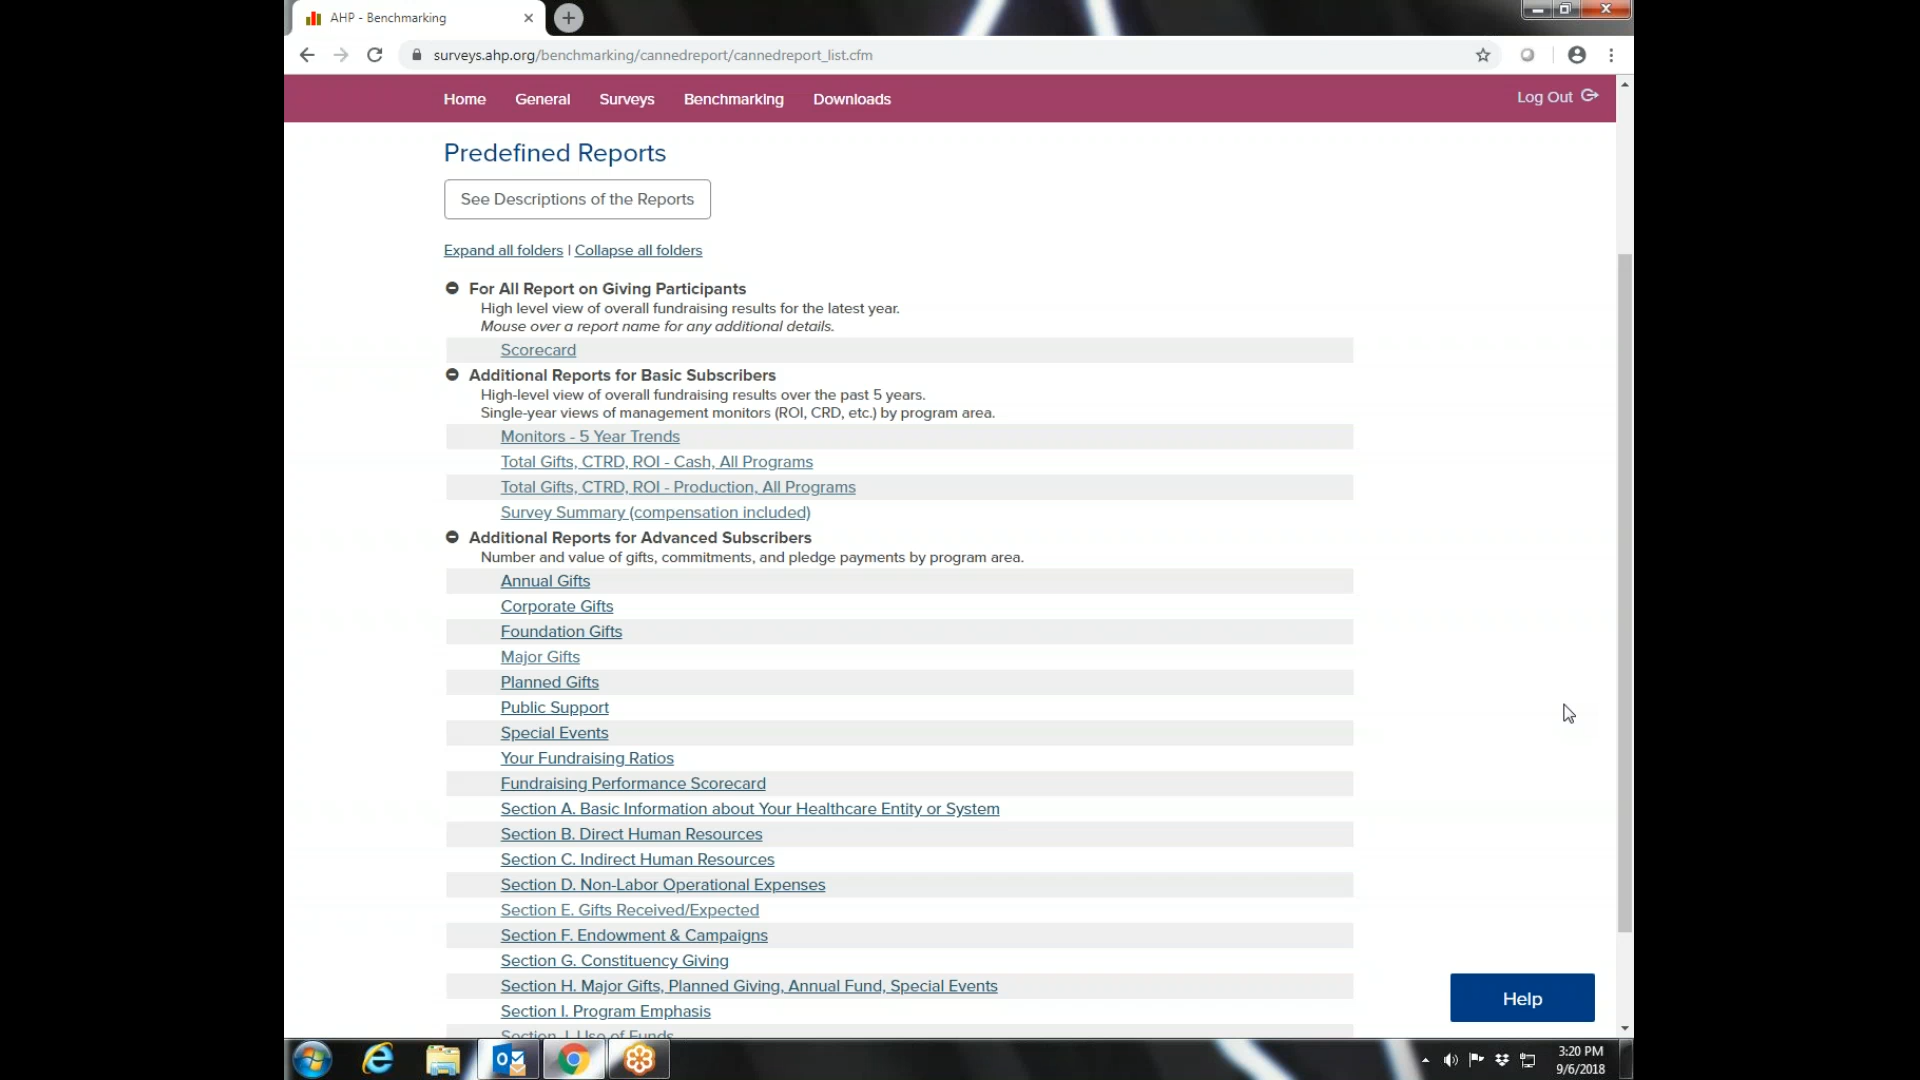 AHP - Benchmarking
surveys.ahp.org/benchmarking/cannedreport/cannedreport_list.cfm
Home General Surveys Benchmarking Downloads Log Out
Predefined Reports
See Descriptions of the Reports
Expand all folders | Collapse all folders
For All Report on Giving Participants
High level view of overall fundraising results for the latest year.
Mouse over a report name for any additional details.
Scorecard
Additional Reports for Basic Subscribers
High-level view of overall fundraising results over the past 5 years.
Single-year views of management monitors (ROI, CRD, etc.) by program area.
Monitors - 5 Year Trends
Total Gifts, CTRD, ROI - Cash, All Programs
Total Gifts, CTRD, ROI - Production, All Programs
Survey Summary (compensation included)
Additional Reports for Advanced Subscribers
Number and value of gifts, commitments, and pledge payments by program area.
Annual Gifts
Corporate Gifts
Foundation Gifts
Major Gifts
Planned Gifts
Public Support
Special Events
Your Fundraising Ratios
Fundraising Performance Scorecard
Section A. Basic Information about Your Healthcare Entity or System
Section B. Direct Human Resources
Section C. Indirect Human Resources
Section D. Non-Labor Operational Expenses
Section E. Gifts Received/Expected
Section F. Endowment & Campaigns
Section G. Constituency Giving
Section H. Major Gifts, Planned Giving, Annual Fund, Special Events
Section I. Program Emphasis
Section J. Use of Funds
Help
3:20 PM
9/6/2018